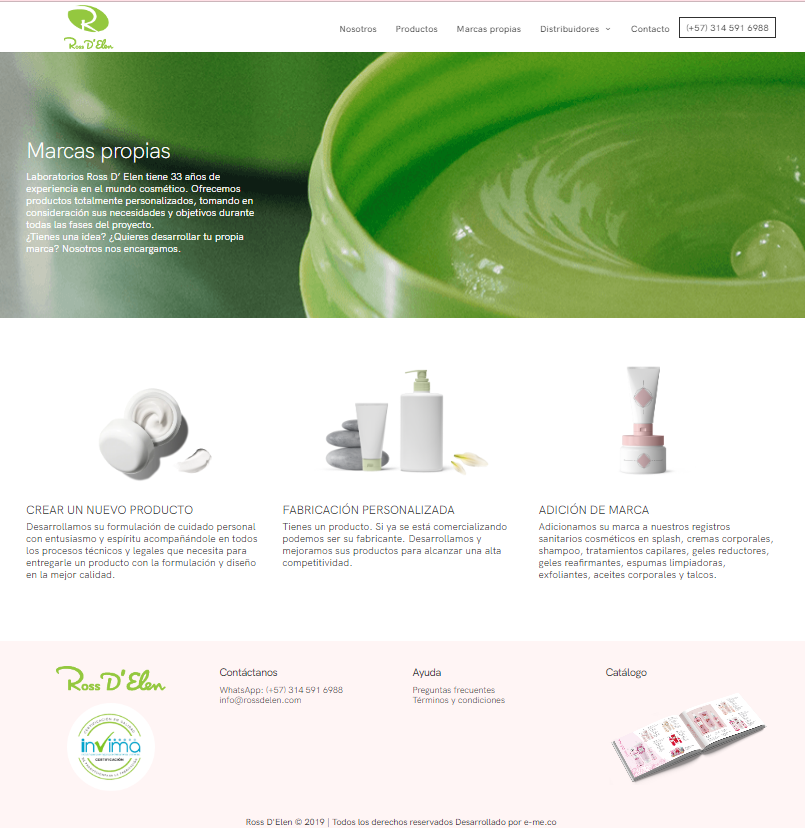 Ross D'Elen
Nosotros Productos Marcas propias Distribuidores Contacto (+57) 314 591 6988
Marcas propias
Laboratorios Ross D' Elen tiene 33 años de
experiencia en el mundo cosmético. Ofrecemos
productos totalmente personalizados, tomando en
consideración sus necesidades y objetivos durante
todas las fases del proyecto.
¿Tienes una idea? ¿Quieres desarrollar tu propia
marca? Nosotros nos encargamos.
CREAR UN NUEVO PRODUCTO
Desarrollamos su formulación de cuidado personal
con entusiasmo y espíritu acompañándole en todos
los procesos técnicos y legales que necesita para
entregarle un producto con la formulación y diseño
en la mejor calidad.
FABRICACIÓN PERSONALIZADA
Tienes un producto. Si ya se está comercializando
podemos ser su fabricante. Desarrollamos y
mejoramos sus productos para alcanzar una alta
competitividad.
ADICIÓN DE MARCA
Adicionamos su marca a nuestros registros
sanitarios cosméticos en splash, cremas corporales,
shampoo, tratamientos capilares, geles reductores,
geles reafirmantes, espumas limpiadoras,
exfoliantes, aceites corporales y talcos.
Ross D'Elen
invima
CERTIFICACIÓN
Contáctanos
WhatsApp: (+57) 314 591 6988
info@rossdelen.com
Ayuda
Preguntas frecuentes
Términos y condiciones
Catálogo
Ross D'Elen © 2019 | Todos los derechos reservados Desarrollado por e-me.co